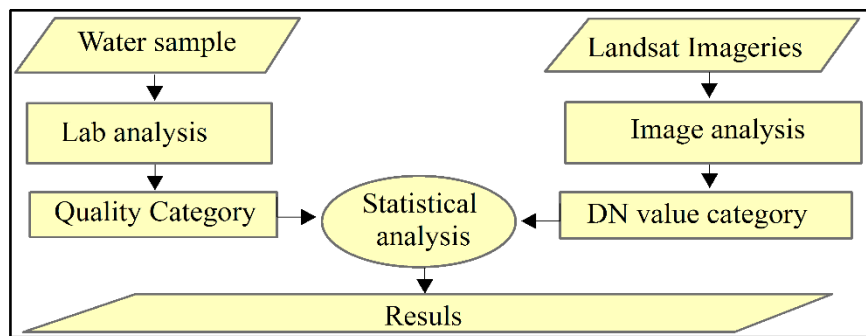 Water sample
Landsat Imageries
Lab analysis
Image analysis
Quality Category
Statistical
analysis
DN value category
Resuls